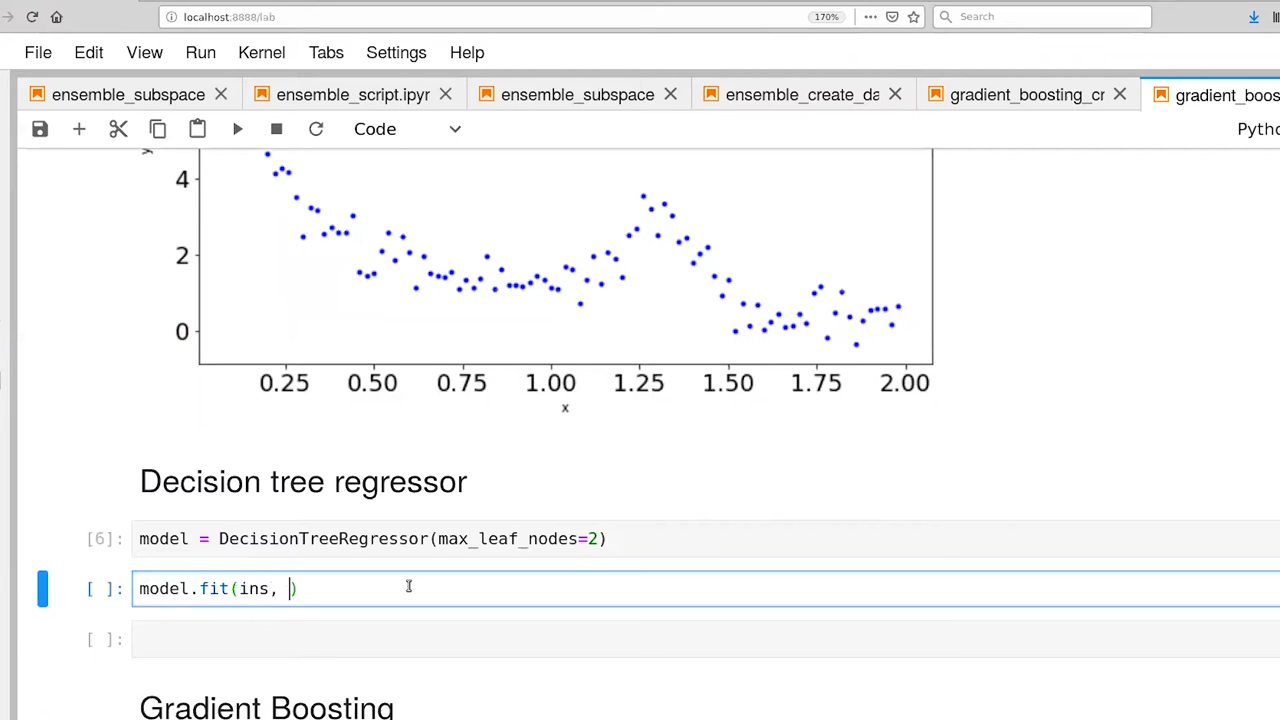 localhost:8888/lab 170% ••• Search
File Edit View Run Kernel Tabs Settings Help
ensemble_subspace ensemble_script.ipyr ensemble_subspace ensemble_create_da gradient_boosting_cr gradient_boos
Code Pytho
y
4
2
0
0.25 0.50 0.75 1.00 1.25 1.50 1.75 2.00
x
Decision tree regressor
[6]: model = DecisionTreeRegressor(max_leaf_nodes=2)
[ ]: model.fit(ins, )
[ ]:
Gradient Boosting